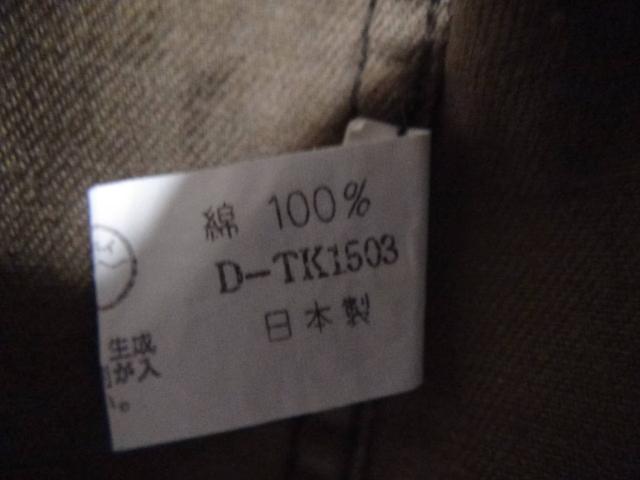 綿 100%
D-TK1503
日本製
生成
が入
。